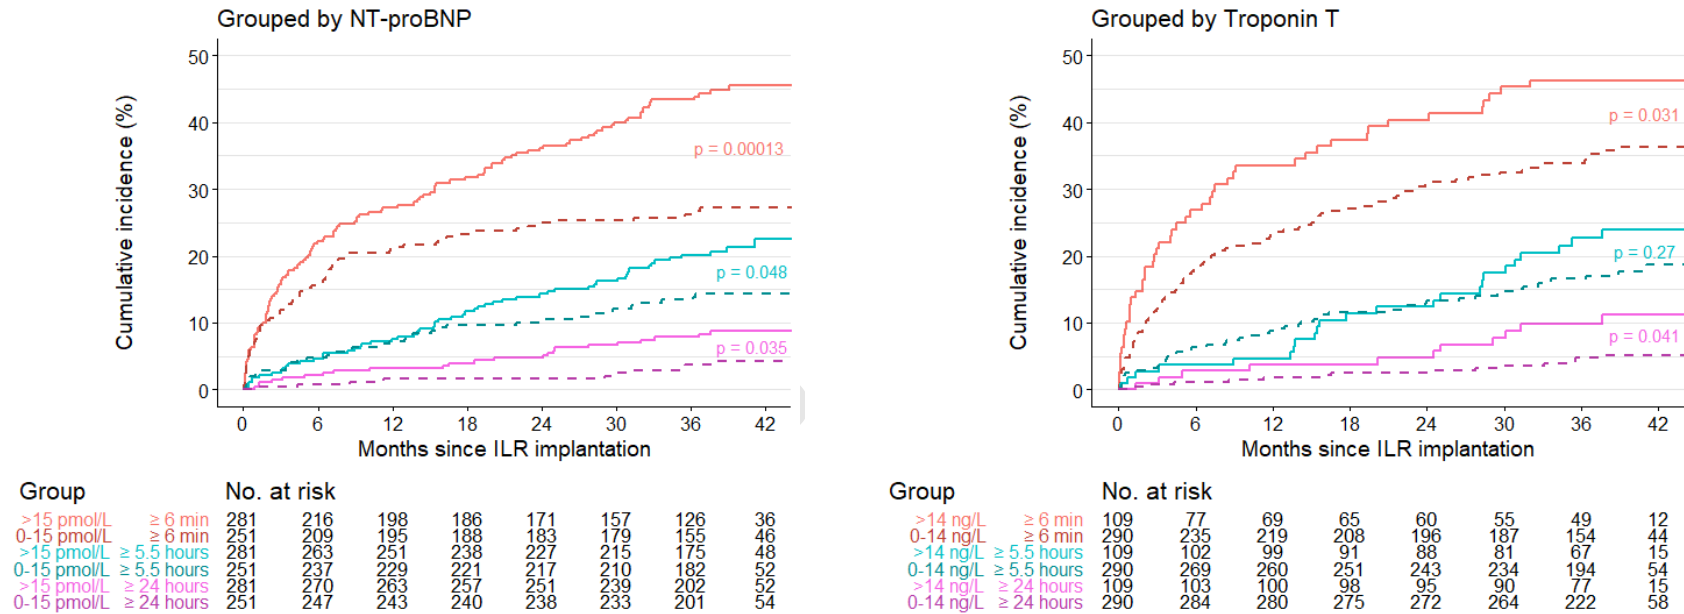 Grouped by NT-proBNP
Cumulative incidence (%)
50
40
30
20
10
0
p = 0.00013
p = 0.048
p = 0.035
0 6 12 18 24 30 36 42
Months since ILR implantation
Group No. at risk
>15 pmol/L ≥ 6 min 281 216 198 186 171 157 126 36
0-15 pmol/L ≥ 6 min 251 209 195 188 183 179 155 46
>15 pmol/L ≥ 5.5 hours 281 263 251 238 227 215 175 48
0-15 pmol/L ≥ 5.5 hours 251 237 229 221 217 210 182 52
>15 pmol/L ≥ 24 hours 281 270 263 257 251 239 202 52
0-15 pmol/L ≥ 24 hours 251 247 243 240 238 233 201 54
Grouped by Troponin T
Cumulative incidence (%)
50
40
30
20
10
0
p = 0.031
p = 0.27
p = 0.041
0 6 12 18 24 30 36 42
Months since ILR implantation
Group No. at risk
>14 ng/L ≥ 6 min 109 77 69 65 60 55 49 12
0-14 ng/L ≥ 6 min 290 235 219 208 196 187 154 44
>14 ng/L ≥ 5.5 hours 109 102 99 91 88 81 67 15
0-14 ng/L ≥ 5.5 hours 290 269 260 251 243 234 194 54
>14 ng/L ≥ 24 hours 109 103 100 98 95 90 77 15
0-14 ng/L ≥ 24 hours 290 284 280 275 272 264 222 58